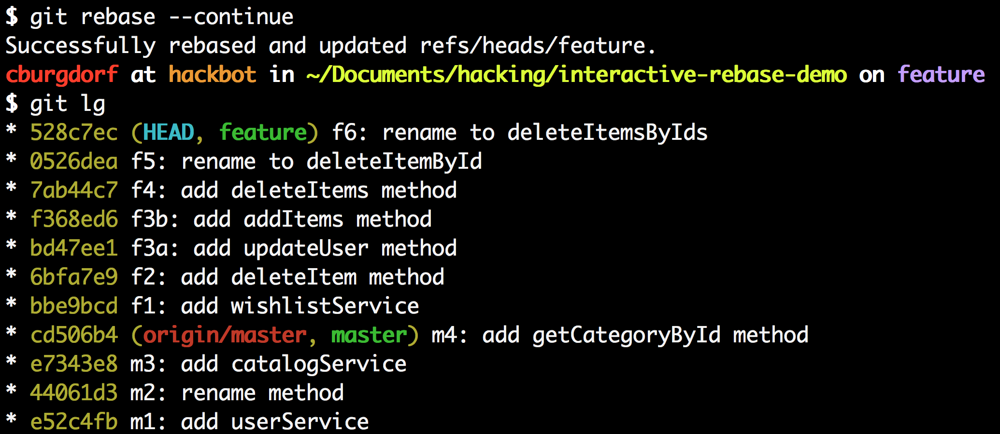 $ git rebase --continue
Successfully rebased and updated refs/heads/feature.
cburgdorf at hackbot in ~/Documents/hacking/interactive-rebase-demo on feature
$ git lg
* 528c7ec (HEAD, feature) f6: rename to deleteItemsByIds
* 0526dea f5: rename to deleteItemById
* 7ab44c7 f4: add deleteItems method
* f368ed6 f3b: add addItems method
* bd47ee1 f3a: add updateUser method
* 6bfa7e9 f2: add deleteItem method
* bbe9bcd f1: add wishlistService
* cd506b4 (origin/master, master) m4: add getCategoryById method
* e7343e8 m3: add catalogService
* 44061d3 m2: rename method
* e52c4fb m1: add userService